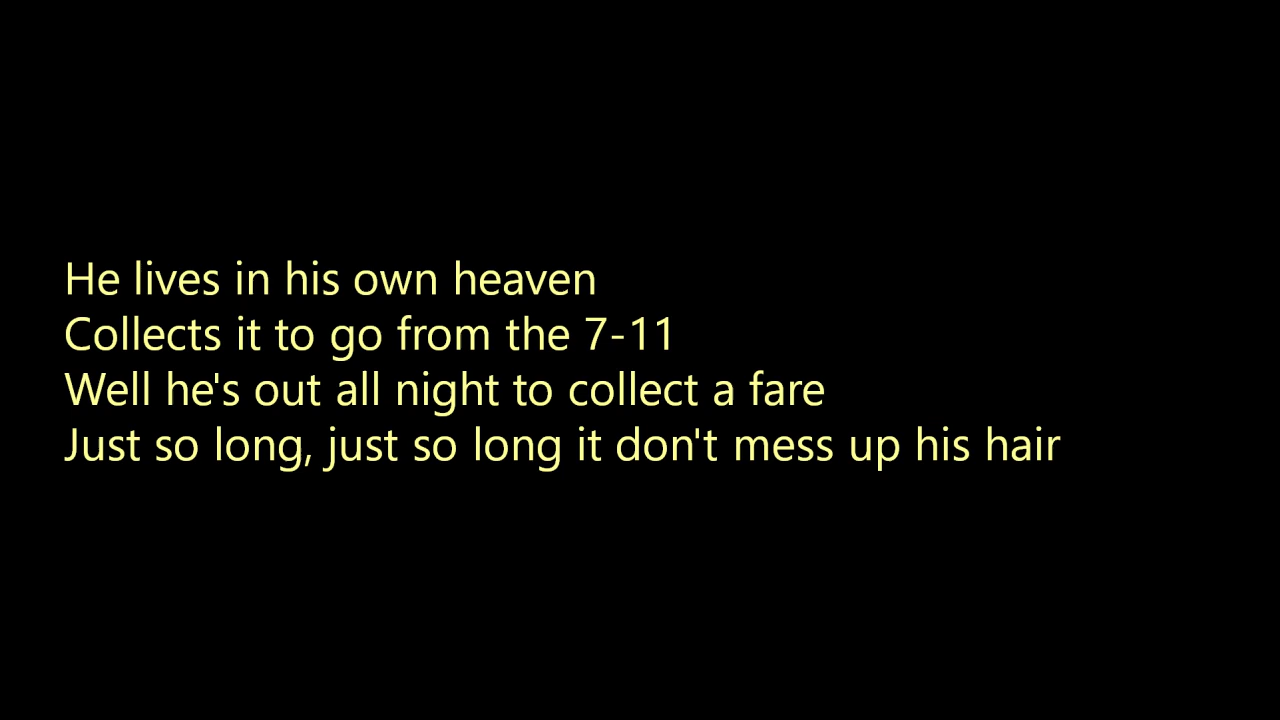 He lives in his own heaven
Collects it to go from the 7-11
Well he's out all night to collect a fare
Just so long, just so long it don't mess up his hair